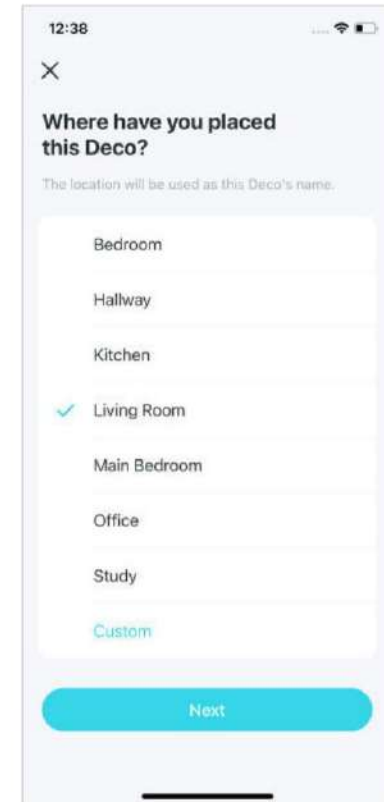 12:38
Where have you placed
this Deco?
The location will be used as this Deco's name.
Bedroom
Hallway
Kitchen
Living Room
Main Bedroom
Office
Study
Custom
Next